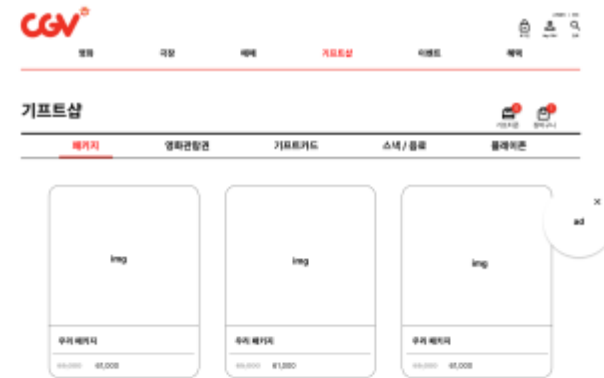 CGV
영화 극장 예매 기프트샵 이벤트 혜택
기프트샵
패키지 영화관람권 기프트카드 스낵/음료 플레이존
ad
img img img
우리 패키지 우리 패키지 우리 패키지
61,000 61,000 61,000